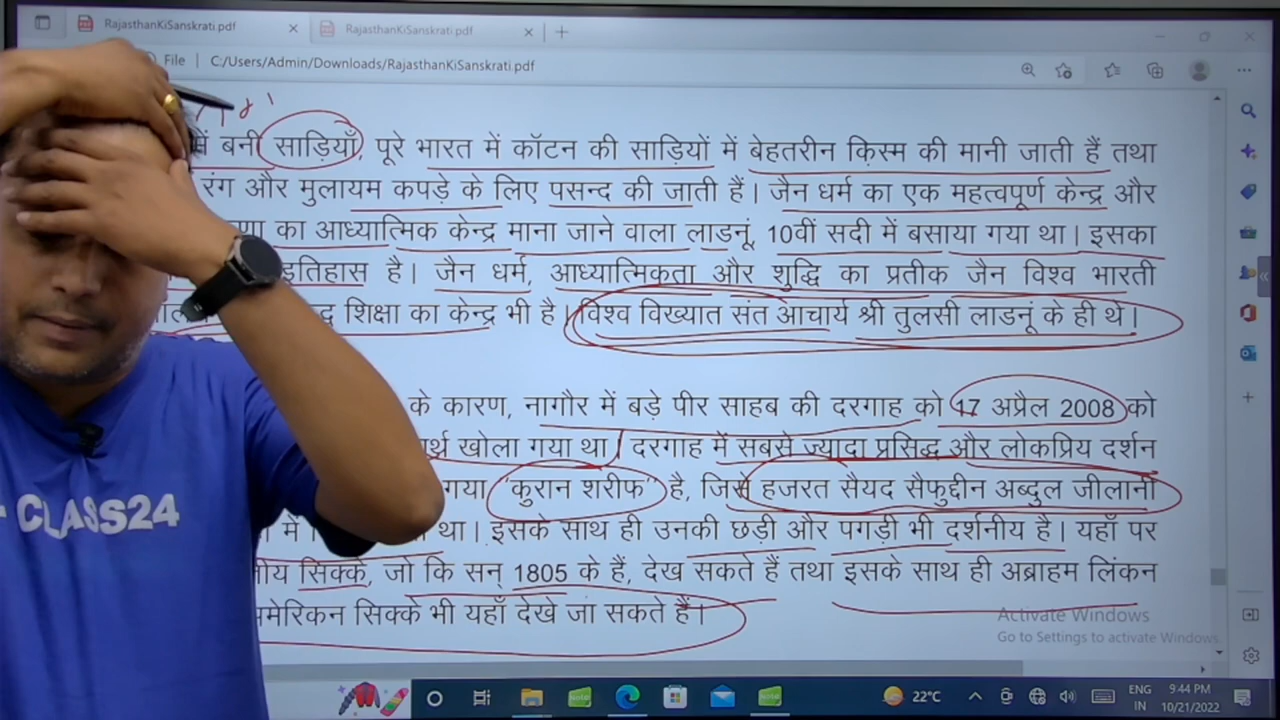 RajasthanKiSanskrati.pdf
RajasthanKiSanskrati.pdf
File C:/Users/Admin/Downloads/RajasthanKiSanskrati.pdf
में बनी साड़ियाँ, पूरे भारत में कॉटन की साड़ियों में बेहतरीन क़िस्म की मानी जाती हैं तथा
रंग और मुलायम कपड़े के लिए पसन्द की जाती हैं। जैन धर्म का एक महत्वपूर्ण केन्द्र और
का आध्यात्मिक केन्द्र माना जाने वाला लाडनूं, 10वीं सदी में बसाया गया था। इसका
इतिहास है। जैन धर्म, आध्यात्मिकता और शुद्धि का प्रतीक जैन विश्व भारती
शिक्षा का केन्द्र भी है। विश्व विख्यात संत आचार्य श्री तुलसी लाडनूं के ही थे।
के कारण, नागौर में बड़े पीर साहब की दरगाह को 17 अप्रैल 2008 को
खोला गया था। दरगाह में सबसे ज्यादा प्रसिद्ध और लोकप्रिय दर्शन
गया "कुरान शरीफ" है, जिसे हजरत सैयद सैफुद्दीन अब्दुल जीलानी
में था। इसके साथ ही उनकी छड़ी और पगड़ी भी दर्शनीय है। यहाँ पर
सिक्के, जो कि सन् 1805 के हैं, देख सकते हैं तथा इसके साथ ही अब्राहम लिंकन
अमेरिकन सिक्के भी यहाँ देखे जा सकते हैं।
CLASS24
Activate Windows
Go to Settings to activate Windows.
22°C
ENG
IN
9:44 PM
10/21/2022